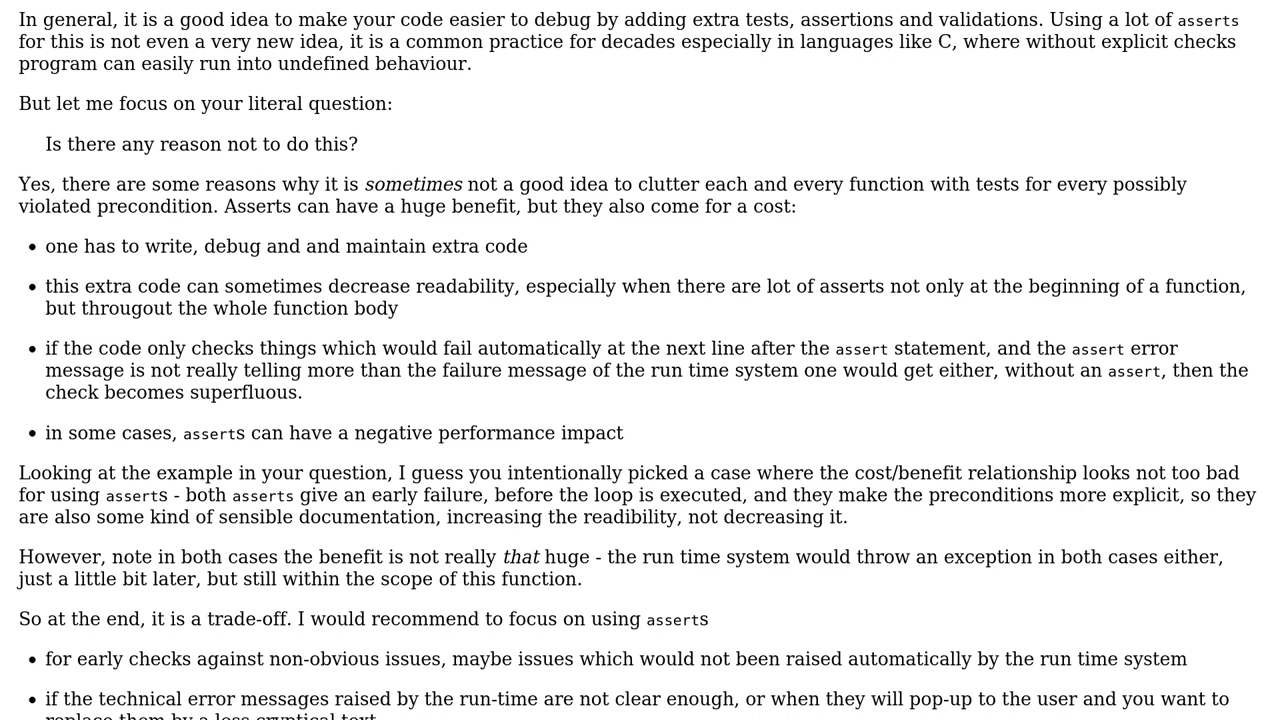 In general, it is a good idea to make your code easier to debug by adding extra tests, assertions and validations. Using a lot of asserts
for this is not even a very new idea, it is a common practice for decades especially in languages like C, where without explicit checks
program can easily run into undefined behaviour.
But let me focus on your literal question:
Is there any reason not to do this?
Yes, there are some reasons why it is sometimes not a good idea to clutter each and every function with tests for every possibly
violated precondition. Asserts can have a huge benefit, but they also come for a cost:
• one has to write, debug and and maintain extra code
• this extra code can sometimes decrease readability, especially when there are lot of asserts not only at the beginning of a function,
but througout the whole function body
• if the code only checks things which would fail automatically at the next line after the assert statement, and the assert error
message is not really telling more than the failure message of the run time system one would get either, without an assert, then the
check becomes superfluous.
• in some cases, asserts can have a negative performance impact
Looking at the example in your question, I guess you intentionally picked a case where the cost/benefit relationship looks not too bad
for using asserts - both asserts give an early failure, before the loop is executed, and they make the preconditions more explicit, so they
are also some kind of sensible documentation, increasing the readibility, not decreasing it.
However, note in both cases the benefit is not really that huge - the run time system would throw an exception in both cases either,
just a little bit later, but still within the scope of this function.
So at the end, it is a trade-off. I would recommend to focus on using asserts
• for early checks against non-obvious issues, maybe issues which would not been raised automatically by the run time system
• if the technical error messages raised by the run-time are not clear enough, or when they will pop-up to the user and you want to
replace them by a less cryptical text